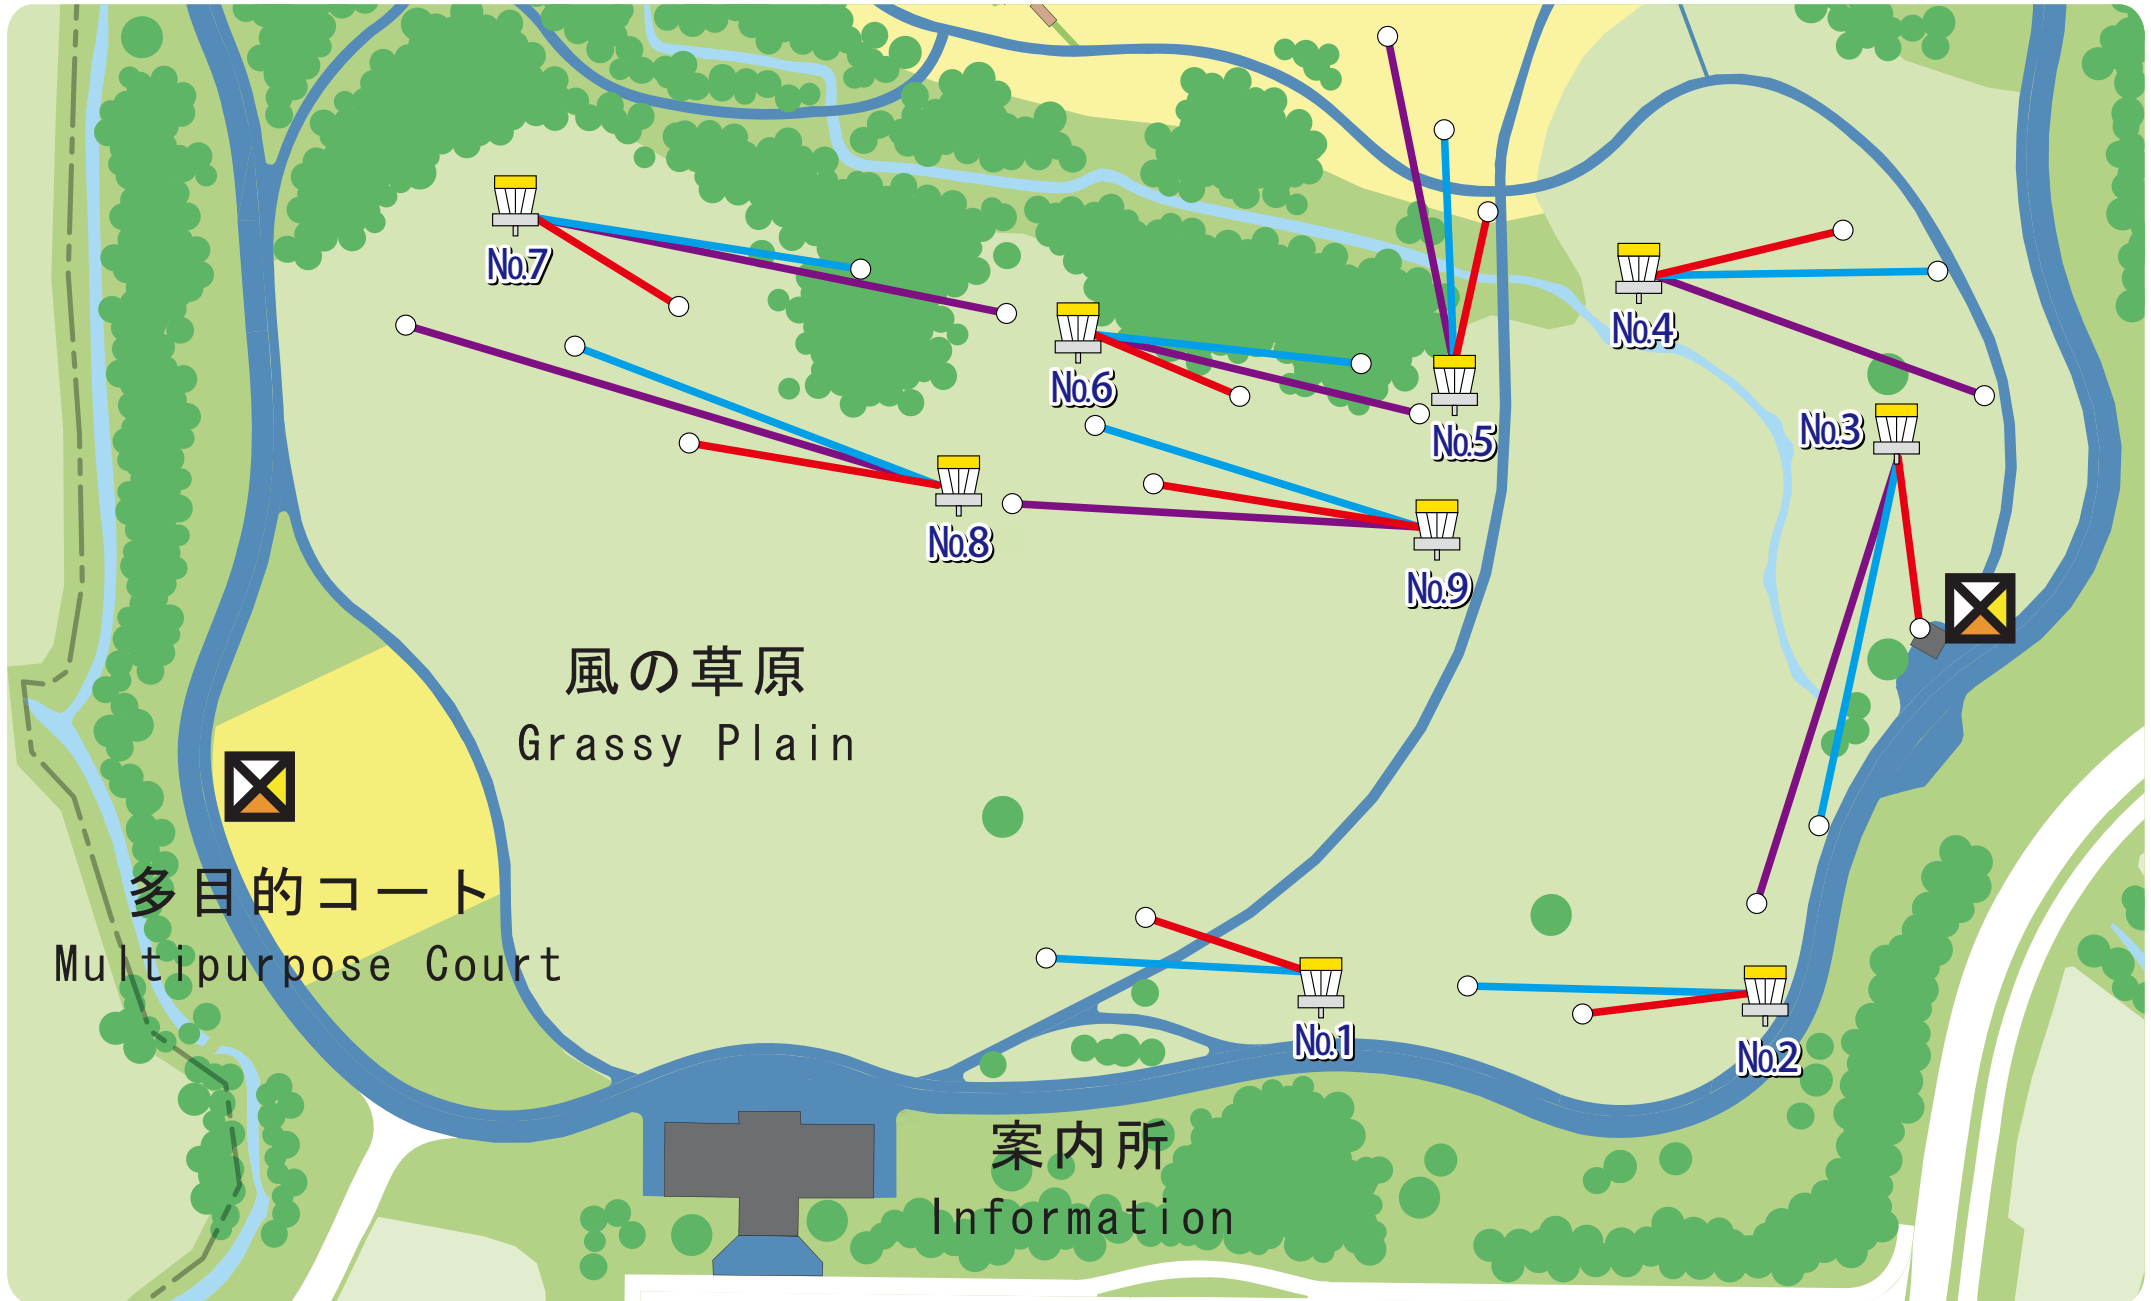 No.7
No.4
No.6
No.3
No.5
No.8
No.9
風の草原
Grassy Plain
多目的コート
Multipurpose Court
No.1
No.2
案内所
Information